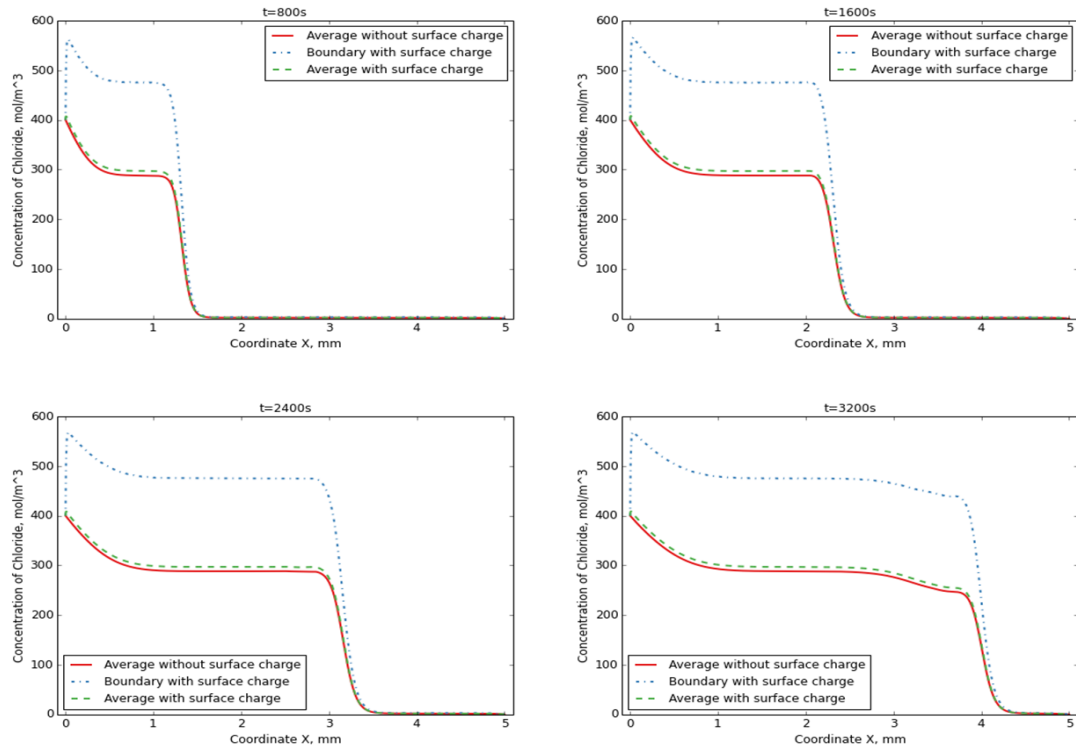 t=800s
600
500
400
300
200
100
0
Concentration of Chloride, mol/m^3
Average without surface charge
Boundary with surface charge
Average with surface charge
0 1 2 3 4 5
Coordinate X, mm
t=1600s
600
500
400
300
200
100
0
Concentration of Chloride, mol/m^3
Average without surface charge
Boundary with surface charge
Average with surface charge
0 1 2 3 4 5
Coordinate X, mm
t=2400s
600
500
400
300
200
100
0
Concentration of Chloride, mol/m^3
Average without surface charge
Boundary with surface charge
Average with surface charge
0 1 2 3 4 5
Coordinate X, mm
t=3200s
600
500
400
300
200
100
0
Concentration of Chloride, mol/m^3
Average without surface charge
Boundary with surface charge
Average with surface charge
0 1 2 3 4 5
Coordinate X, mm